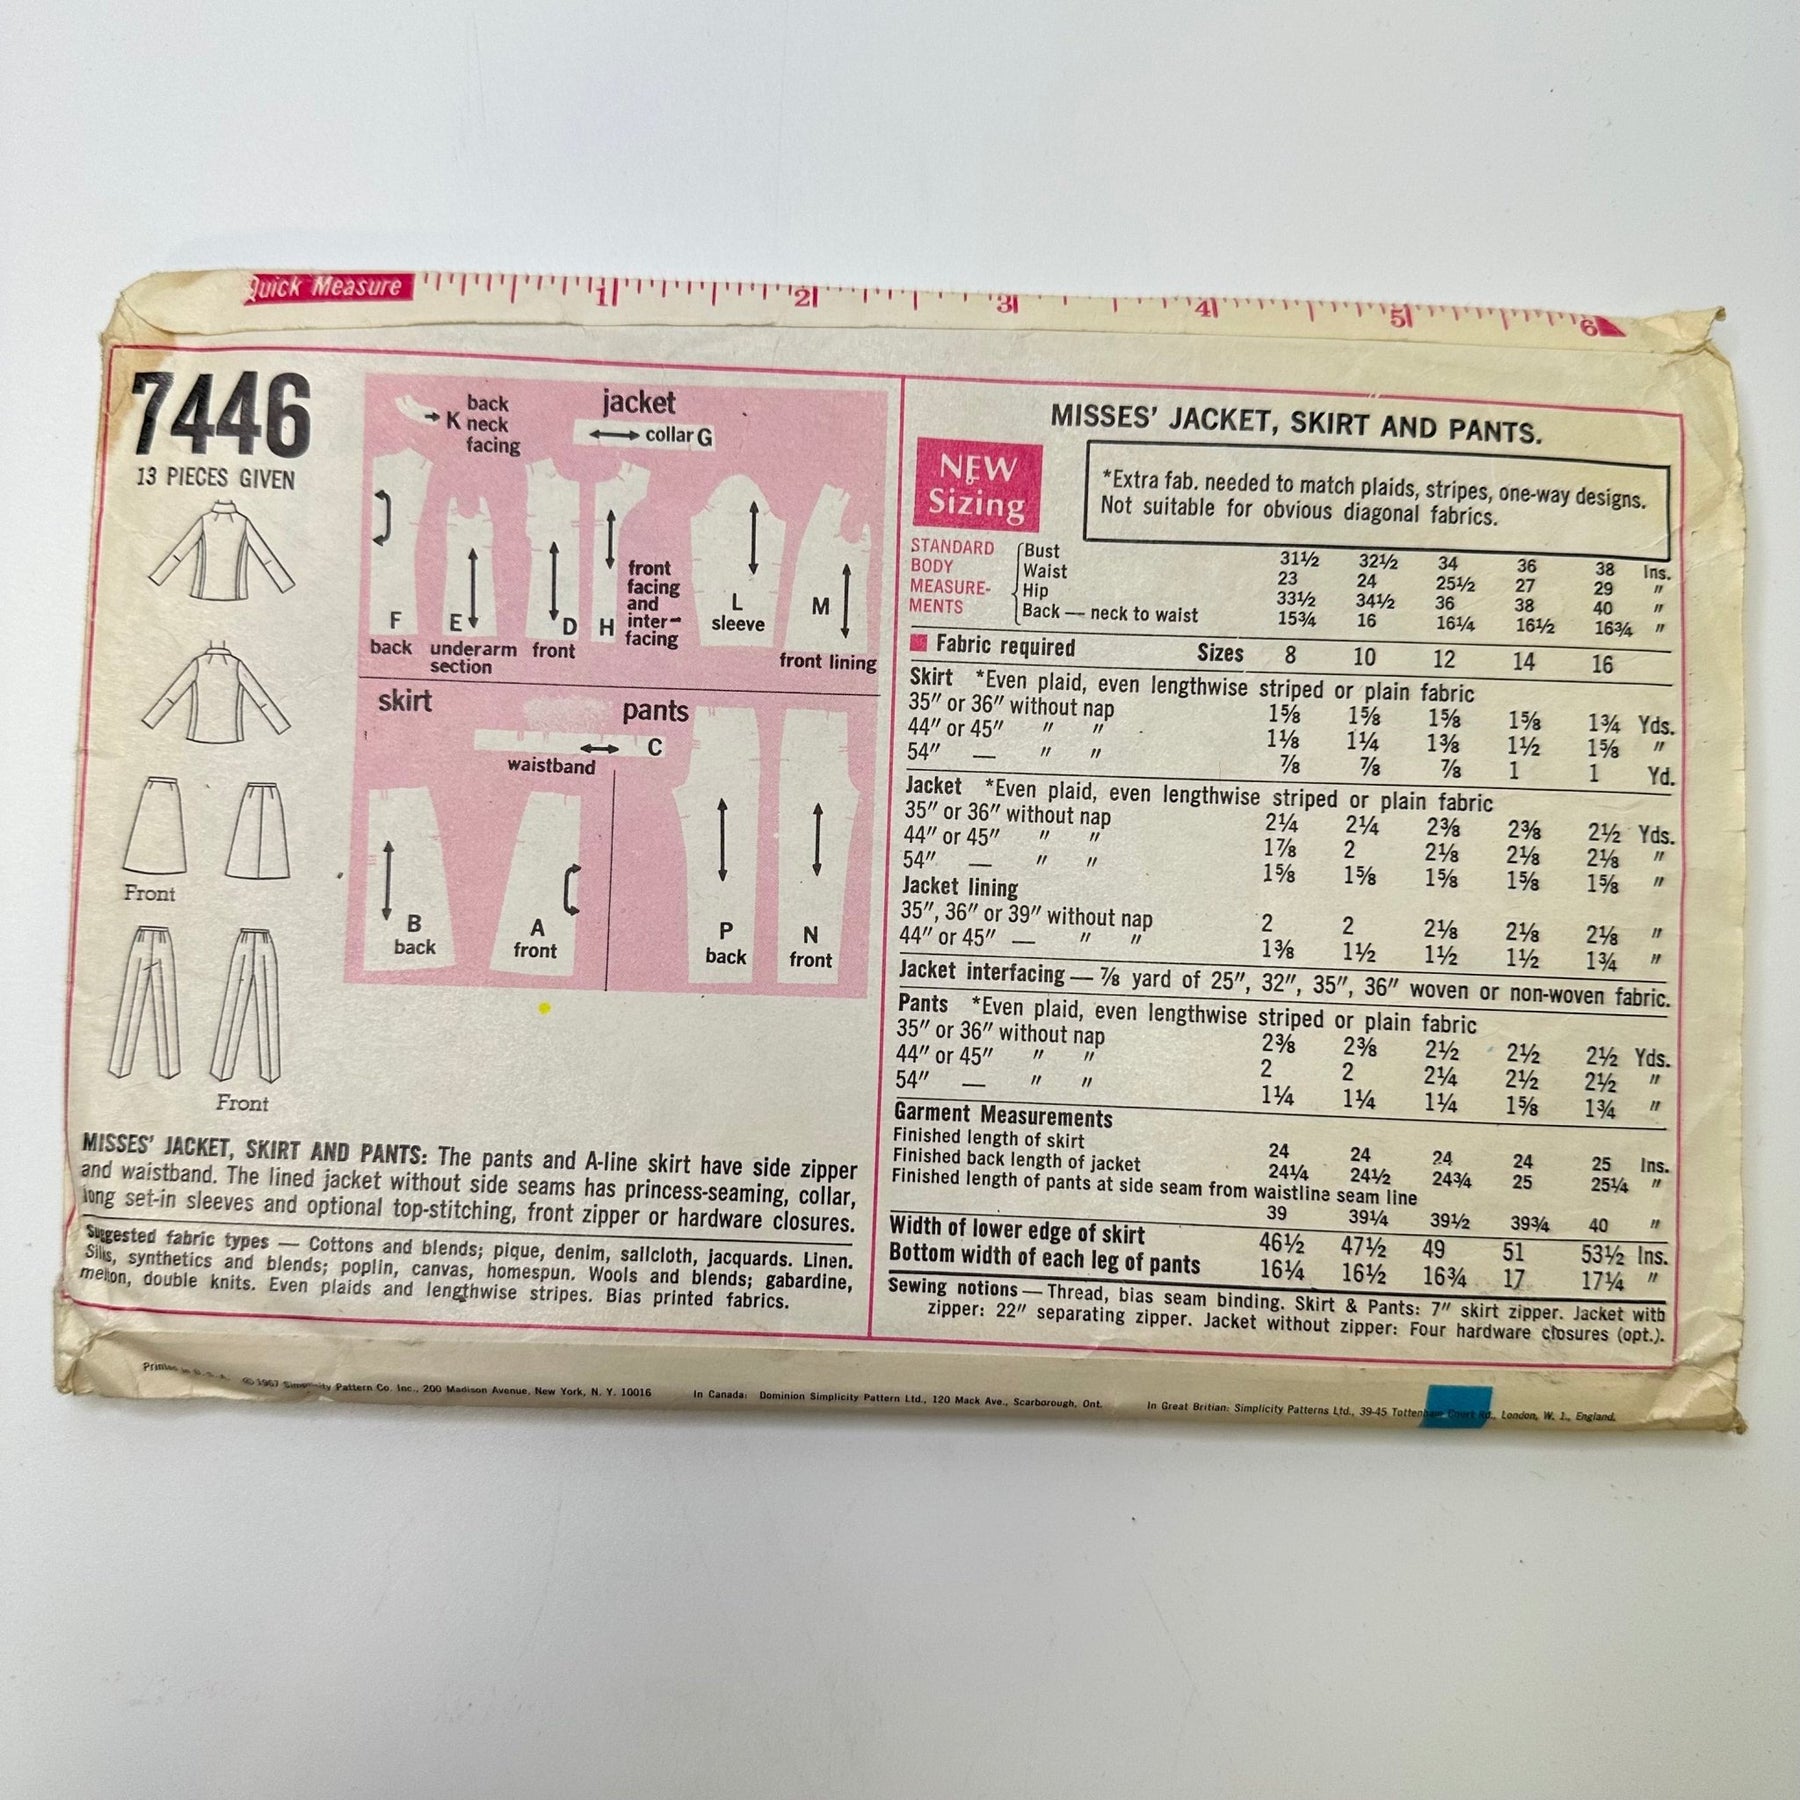 Quick Measure 1 2 3 4 5 6
7446
13 PIECES GIVEN
Front
Front
jacket
K back neck facing
collar G
F back
E underarm section
D front
H front facing and inter- facing
L sleeve
M front lining
skirt
pants
waistband C
B back
A front
P back
N front
MISSES' JACKET, SKIRT AND PANTS: The pants and A-line skirt have side zipper
and waistband. The lined jacket without side seams has princess-seaming, collar,
long set-in sleeves and optional top-stitching, front zipper or hardware closures.
Suggested fabric types — Cottons and blends; pique, denim, sailcloth, jacquards. Linen.
Silks, synthetics and blends; poplin, canvas, homespun. Wools and blends; gabardine,
melton, double knits. Even plaids and lengthwise stripes. Bias printed fabrics.
MISSES' JACKET, SKIRT AND PANTS.
NEW
Sizing
*Extra fab. needed to match plaids, stripes, one-way designs.
Not suitable for obvious diagonal fabrics.
STANDARD
BODY
MEASURE-
MENTS
Bust 31½ 32½ 34 36 38 Ins.
Waist 23 24 25½ 27 29 "
Hip 33½ 34½ 36 38 40 "
Back — neck to waist 15¾ 16 16¼ 16½ 16¾ "
Fabric required Sizes 8 10 12 14 16
Skirt *Even plaid, even lengthwise striped or plain fabric
35" or 36" without nap 1⅝ 1⅝ 1⅝ 1⅝ 1¾ Yds.
44" or 45" " " 1⅛ 1¼ 1⅜ 1½ 1⅝ "
54" — " " ⅞ ⅞ ⅞ 1 1 Yd.
Jacket *Even plaid, even lengthwise striped or plain fabric
35" or 36" without nap 2¼ 2¼ 2⅜ 2⅜ 2½ Yds.
44" or 45" " " 1⅞ 2 2⅛ 2⅛ 2⅛ "
54" — " " 1⅝ 1⅝ 1⅝ 1⅝ 1⅝ "
Jacket lining
35", 36" or 39" without nap 2 2 2⅛ 2⅛ 2⅛ "
44" or 45" — " " 1⅜ 1½ 1½ 1½ 1¾ "
Jacket interfacing — ⅞ yard of 25", 32", 35", 36" woven or non-woven fabric.
Pants *Even plaid, even lengthwise striped or plain fabric
35" or 36" without nap 2⅜ 2⅜ 2½ 2½ 2½ Yds.
44" or 45" " " 2 2 2¼ 2½ 2½ "
54" — " " 1¼ 1¼ 1¼ 1⅝ 1¾ "
Garment Measurements
Finished length of skirt 24 24 24 24 25 Ins.
Finished back length of jacket 24¼ 24½ 24¾ 25 25¼ "
Finished length of pants at side seam from waistline seam line
39 39¼ 39½ 39¾ 40 "
Width of lower edge of skirt 46½ 47½ 49 51 53½ Ins.
Bottom width of each leg of pants 16¼ 16½ 16¾ 17 17¼ "
Sewing notions — Thread, bias seam binding. Skirt & Pants: 7" skirt zipper. Jacket with
zipper: 22" separating zipper. Jacket without zipper: Four hardware closures (opt.).
Printed in U.S.A. © 1967 Simplicity Pattern Co. Inc., 200 Madison Avenue, New York, N. Y. 10016 In Canada: Dominion Simplicity Pattern Ltd., 120 Mack Ave., Scarborough, Ont. In Great Britian: Simplicity Patterns Ltd., 39-45 Tottenham Court Rd., London, W. 1., England.